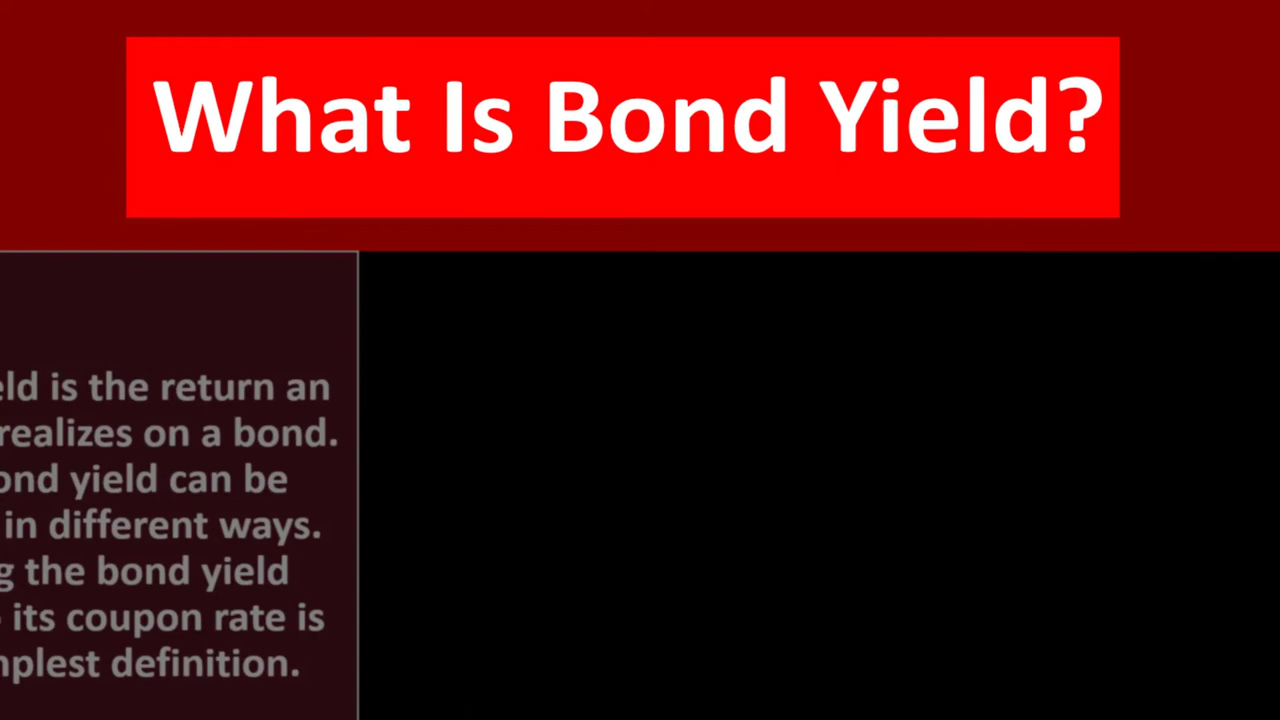 What Is Bond Yield?
eld is the return an
realizes on a bond.
ond yield can be
in different ways.
g the bond yield
its coupon rate is
nplest definition.